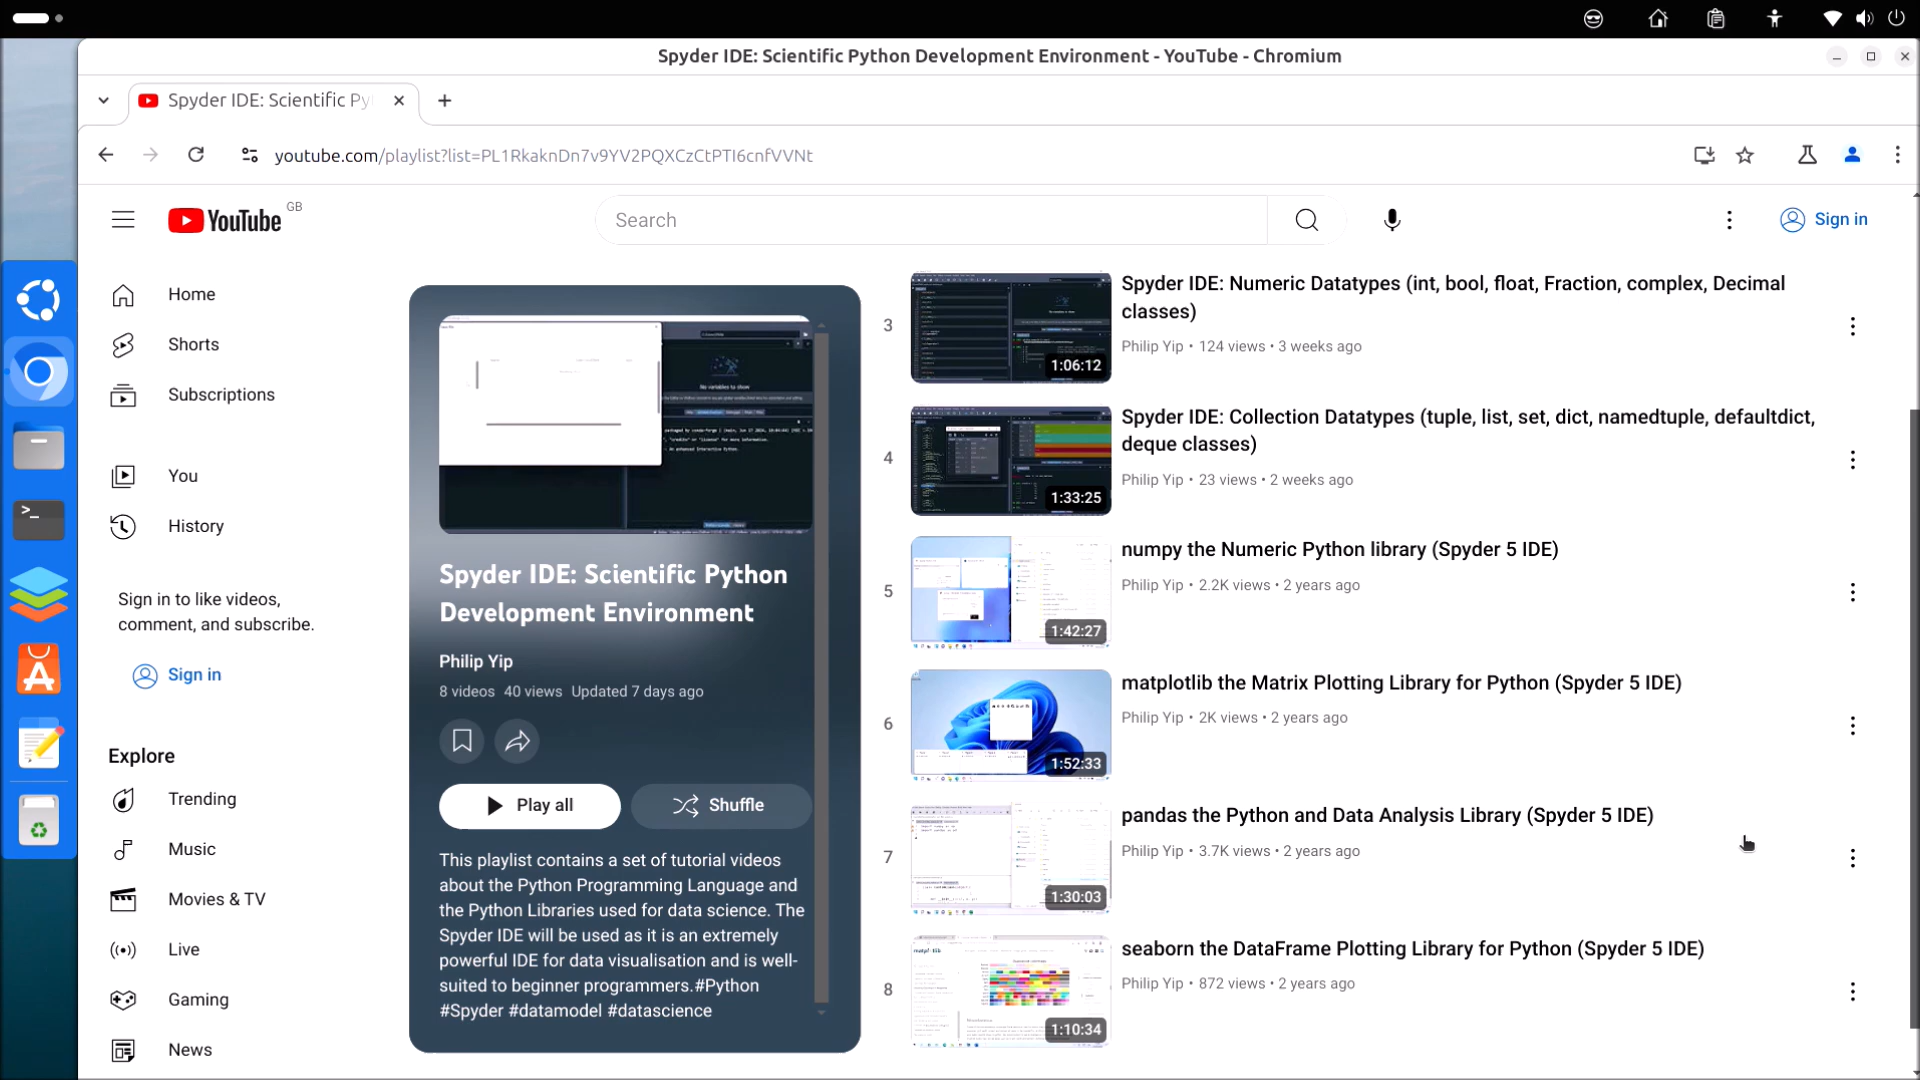 Spyder IDE: Scientific Python Development Environment - YouTube - Chromium
Spyder IDE: Scientific Py
youtube.com/playlist?list=PL1RkaknDn7v9YV2PQXCzCtPTI6cnfVVNt
YouTube GB
Search
Sign in
Home
Shorts
Subscriptions
You
History
Sign in to like videos,
comment, and subscribe.
Sign in
Explore
Trending
Music
Movies & TV
Live
Gaming
News
No variables to show
Spyder IDE: Scientific Python
Development Environment
Philip Yip
8 videos 40 views Updated 7 days ago
Play all
Shuffle
This playlist contains a set of tutorial videos
about the Python Programming Language and
the Python Libraries used for data science. The
Spyder IDE will be used as it is an extremely
powerful IDE for data visualisation and is well-
suited to beginner programmers.#Python
#Spyder #datamodel #datascience
3
1:06:12
Spyder IDE: Numeric Datatypes (int, bool, float, Fraction, complex, Decimal
classes)
Philip Yip • 124 views • 3 weeks ago
4
1:33:25
Spyder IDE: Collection Datatypes (tuple, list, set, dict, namedtuple, defaultdict,
deque classes)
Philip Yip • 23 views • 2 weeks ago
5
1:42:27
numpy the Numeric Python library (Spyder 5 IDE)
Philip Yip • 2.2K views • 2 years ago
6
1:52:33
matplotlib the Matrix Plotting Library for Python (Spyder 5 IDE)
Philip Yip • 2K views • 2 years ago
7
1:30:03
pandas the Python and Data Analysis Library (Spyder 5 IDE)
Philip Yip • 3.7K views • 2 years ago
8
1:10:34
seaborn the DataFrame Plotting Library for Python (Spyder 5 IDE)
Philip Yip • 872 views • 2 years ago